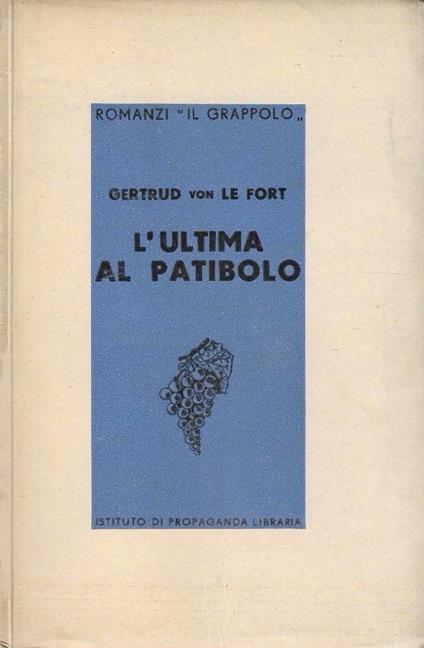 ROMANZI "IL GRAPPOLO„
GERTRUD VON LE FORT
L'ULTIMA
AL PATIBOLO
ISTITUTO DI PROPAGANDA LIBRARIA